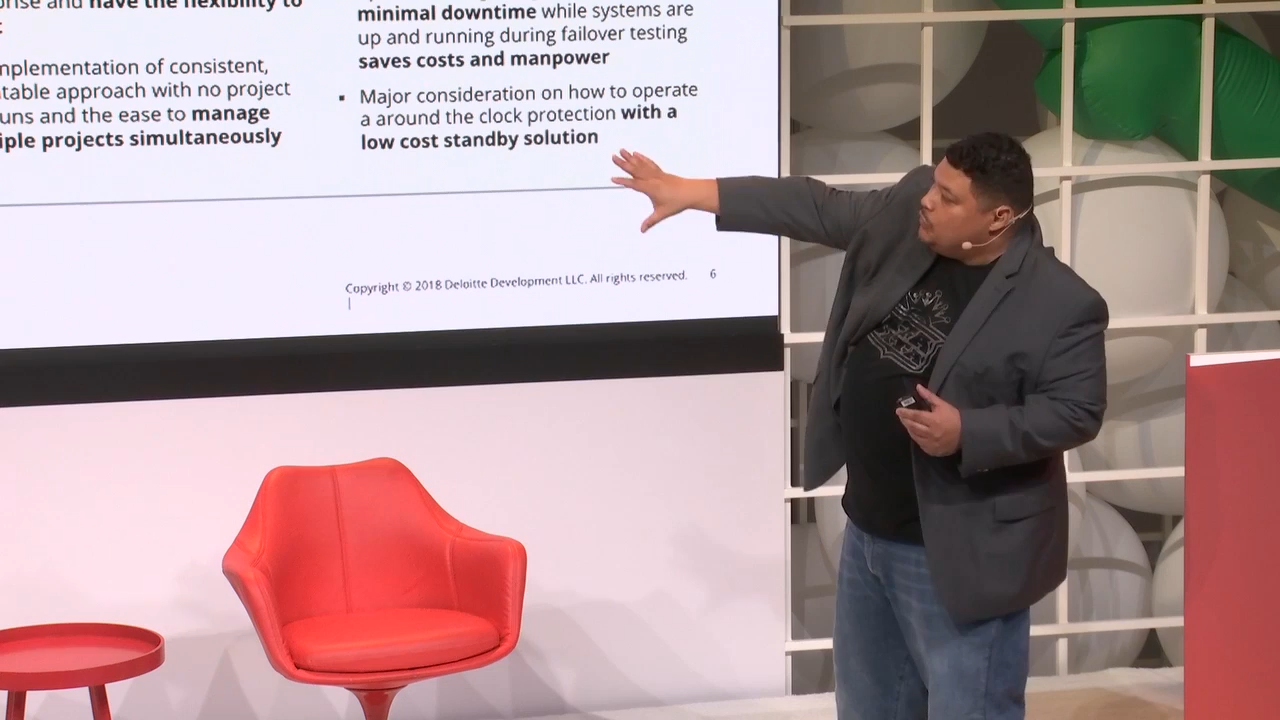 and have the flexibility to
:
mplementation of consistent,
table approach with no project
uns and the ease to manage
iple projects simultaneously
minimal downtime while systems are
up and running during failover testing
saves costs and manpower
▪ Major consideration on how to operate
a around the clock protection with a
low cost standby solution
Copyright © 2018 Deloitte Development LLC. All rights reserved. 6
|